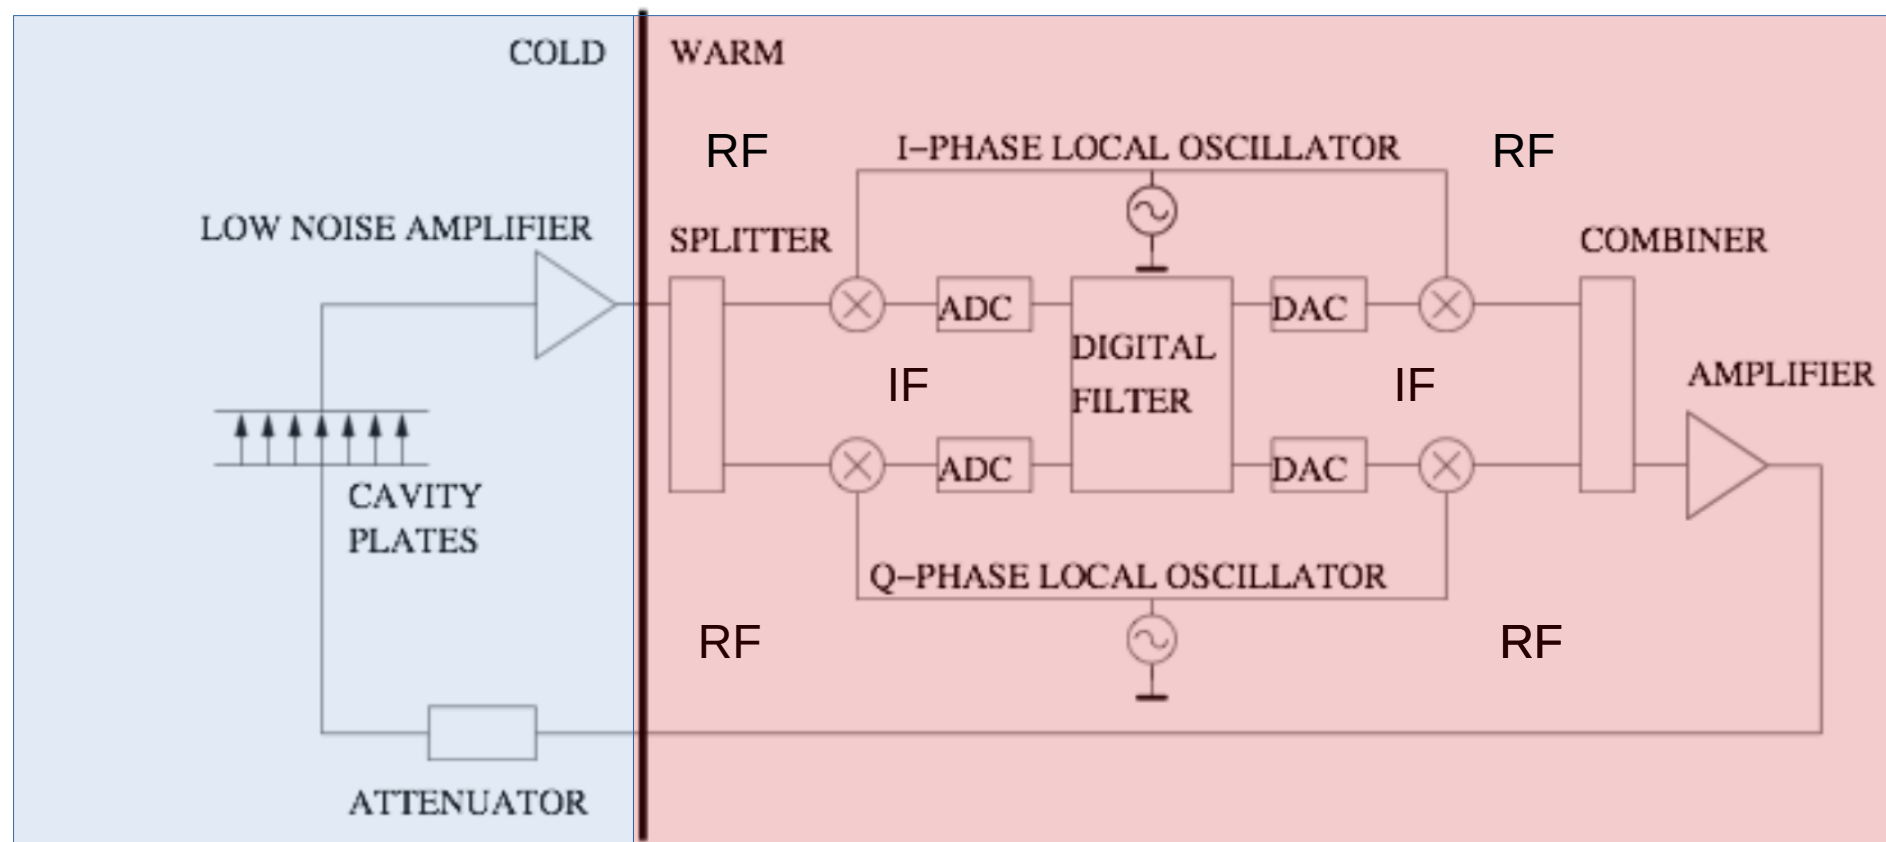 COLD
WARM
RF
I-PHASE LOCAL OSCILLATOR
RF
LOW NOISE AMPLIFIER
SPLITTER
COMBINER
ADC
DAC
DIGITAL
FILTER
IF
IF
AMPLIFIER
ADC
DAC
CAVITY
PLATES
Q-PHASE LOCAL OSCILLATOR
RF
RF
ATTENUATOR